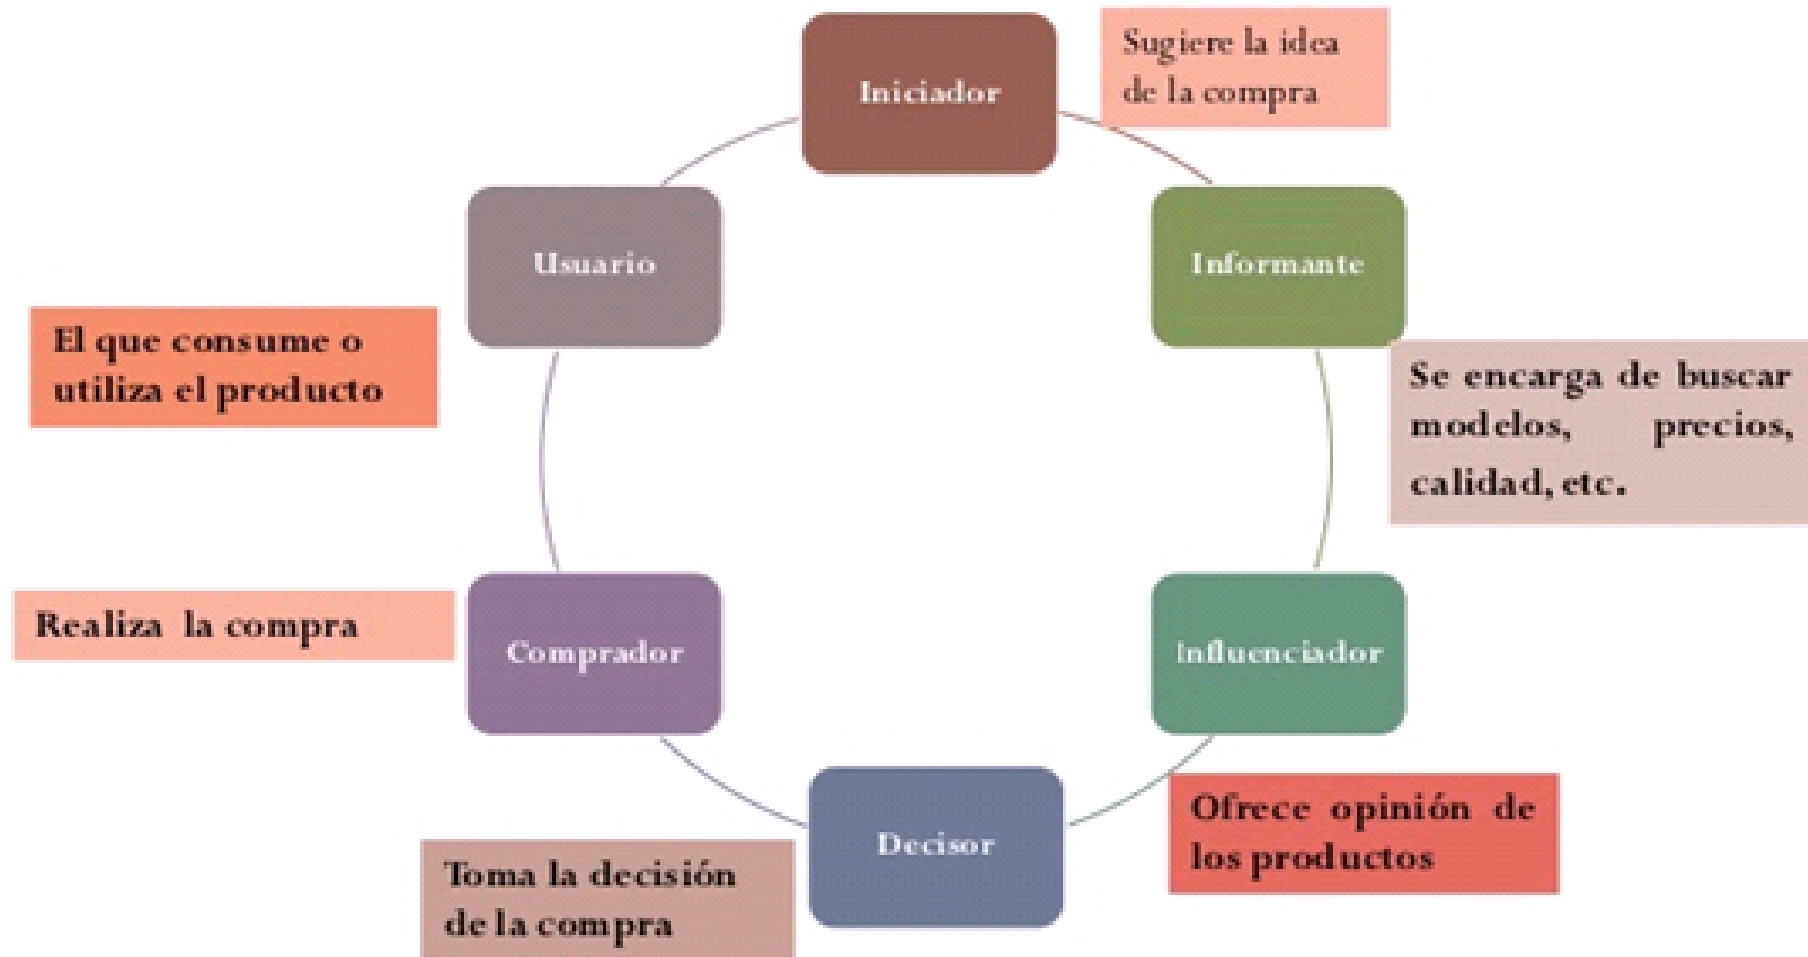 Iniciador
Sugiere la idea
de la compra
Informante
Se encarga de buscar
modelos, precios,
calidad, etc.
Influenciador
Ofrece opinión de
los productos
Decisor
Toma la decisión
de la compra
Comprador
Realiza la compra
Usuario
El que consume o
utiliza el producto